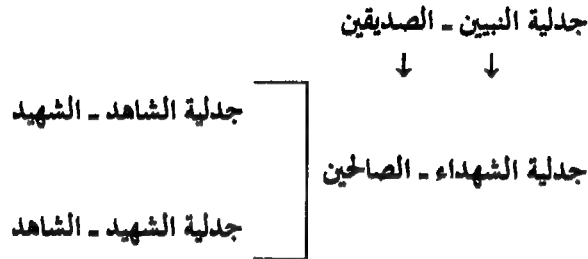 جدلية النبيين ـ الصديقين
↓ ↓
جدلية الشاهد ـ الشهيد
جدلية الشهداء ـ الصالحين
جدلية الشهيد ـ الشاهد